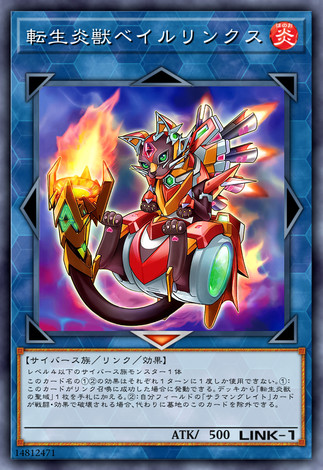 転生炎獣ベイルリンクス
炎
【サイバース族／リンク／効果】
レベル４以下のサイバース族モンスター１体
このカード名の①②の効果はそれぞれ１ターンに１度しか使用できない。①：
このカードがリンク召喚に成功した場合に発動できる。デッキから「転生炎獣
の聖域」１枚を手札に加える。②：自分フィールドの「サラマングレイト」カード
が戦闘・効果で破壊される場合、代わりに墓地のこのカードを除外できる。
ATK/ 500 LINK-1
14812471